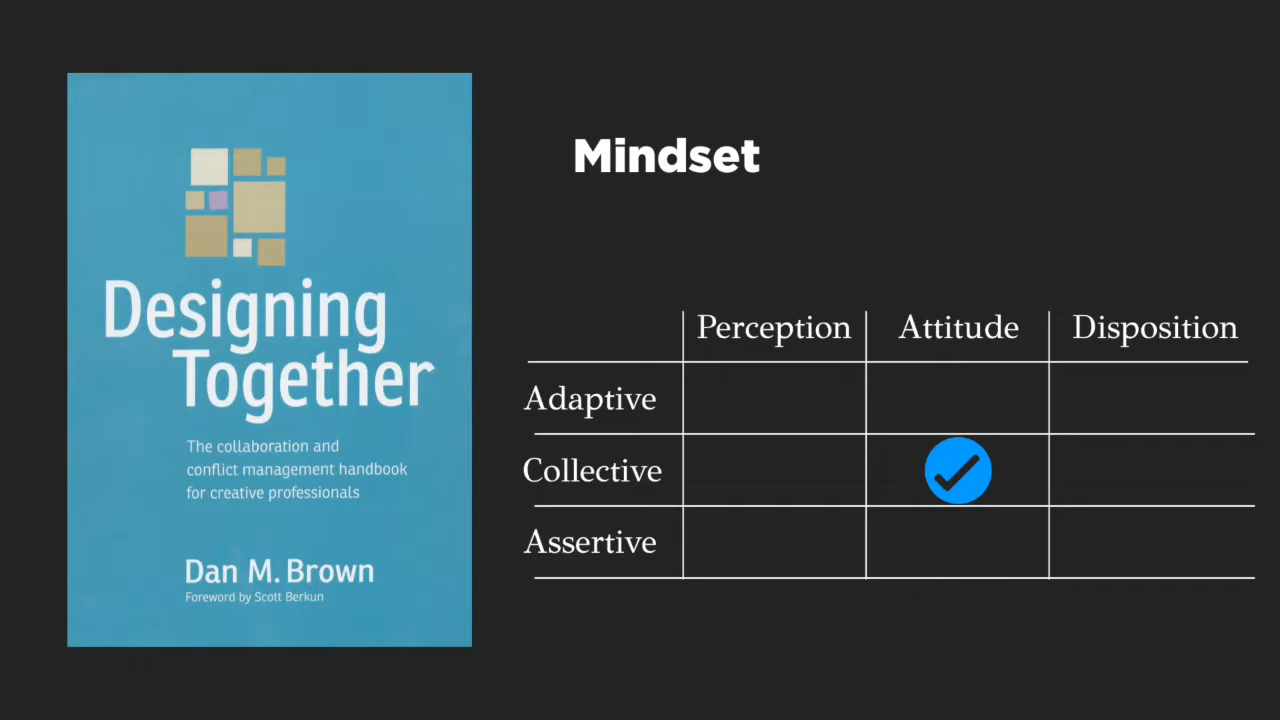 Designing
Together
The collaboration and
conflict management handbook
for creative professionals
Dan M. Brown
Foreword by Scott Berkun
Mindset
Perception Attitude Disposition
Adaptive
Collective
Assertive